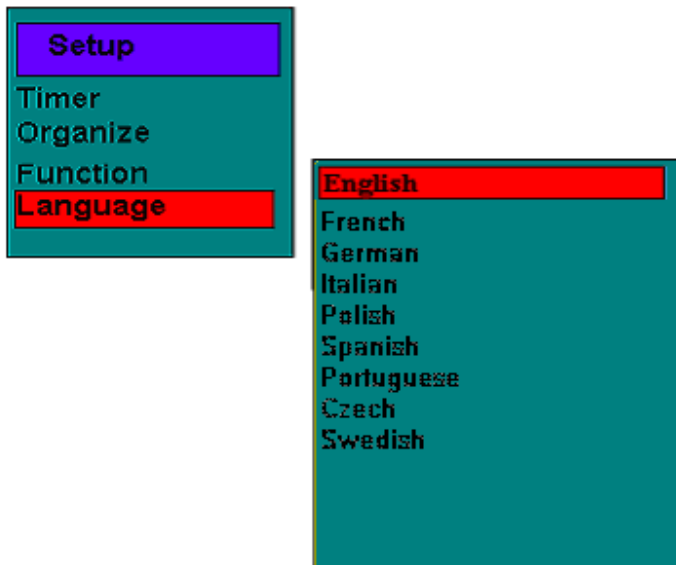 Setup
Timer
Organize
Function
Language
English
French
German
Italian
Polish
Spanish
Portuguese
Czech
Swedish